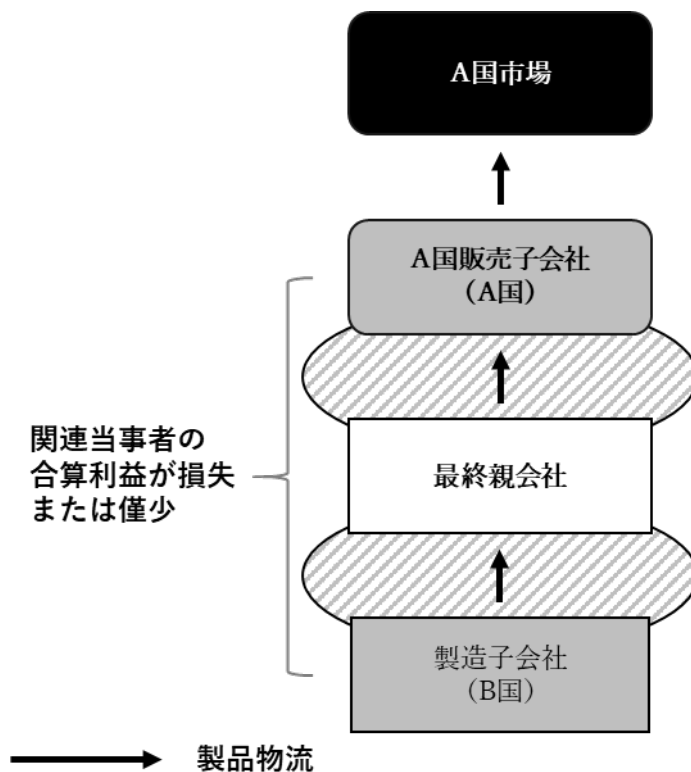 A国市場
A国販売子会社
（A国）
関連当事者の
合算利益が損失
または僅少
最終親会社
製造子会社
（B国）
製品物流